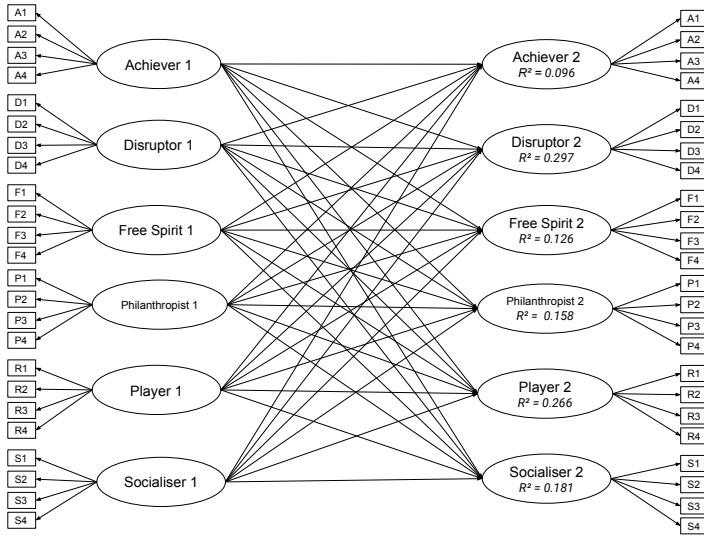 A1
A2
A3
A4
D1
D2
D3
D4
F1
F2
F3
F4
P1
P2
P3
P4
R1
R2
R3
R4
S1
S2
S3
S4
Achiever 1
Disruptor 1
Free Spirit 1
Philanthropist 1
Player 1
Socialiser 1
Achiever 2
R² = 0.096
Disruptor 2
R² = 0.297
Free Spirit 2
R² = 0.126
Philanthropist 2
R² = 0.158
Player 2
R² = 0.266
Socialiser 2
R² = 0.181
A1
A2
A3
A4
D1
D2
D3
D4
F1
F2
F3
F4
P1
P2
P3
P4
R1
R2
R3
R4
S1
S2
S3
S4